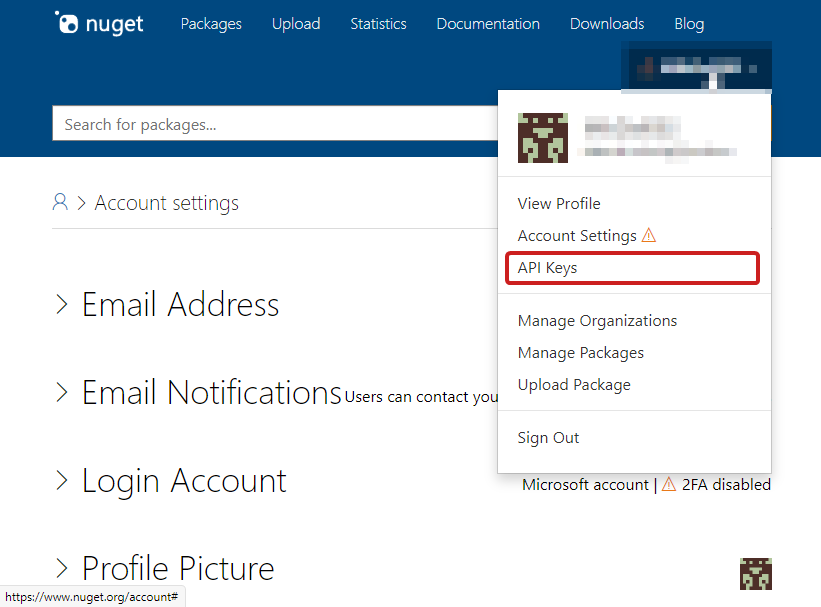 nuget Packages Upload Statistics Documentation Downloads Blog
Search for packages...
Account settings
View Profile
Account Settings
API Keys
Manage Organizations
Manage Packages
Upload Package
Sign Out
Email Address
Email Notifications Users can contact you
Login Account Microsoft account | 2FA disabled
Profile Picture
https://www.nuget.org/account#